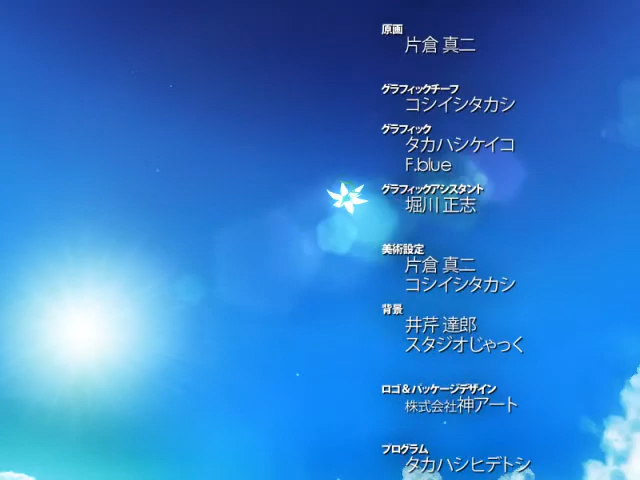 原画
片倉 真二
グラフィックチーフ
コシイシタカシ
グラフィック
タカハシケイコ
F.blue
グラフィックアシスタント
堀川 正志
美術設定
片倉 真二
コシイシタカシ
背景
井芹 達郎
スタジオじゃっく
ロゴ＆パッケージデザイン
株式会社神アート
プログラム
タカハシヒデトシ